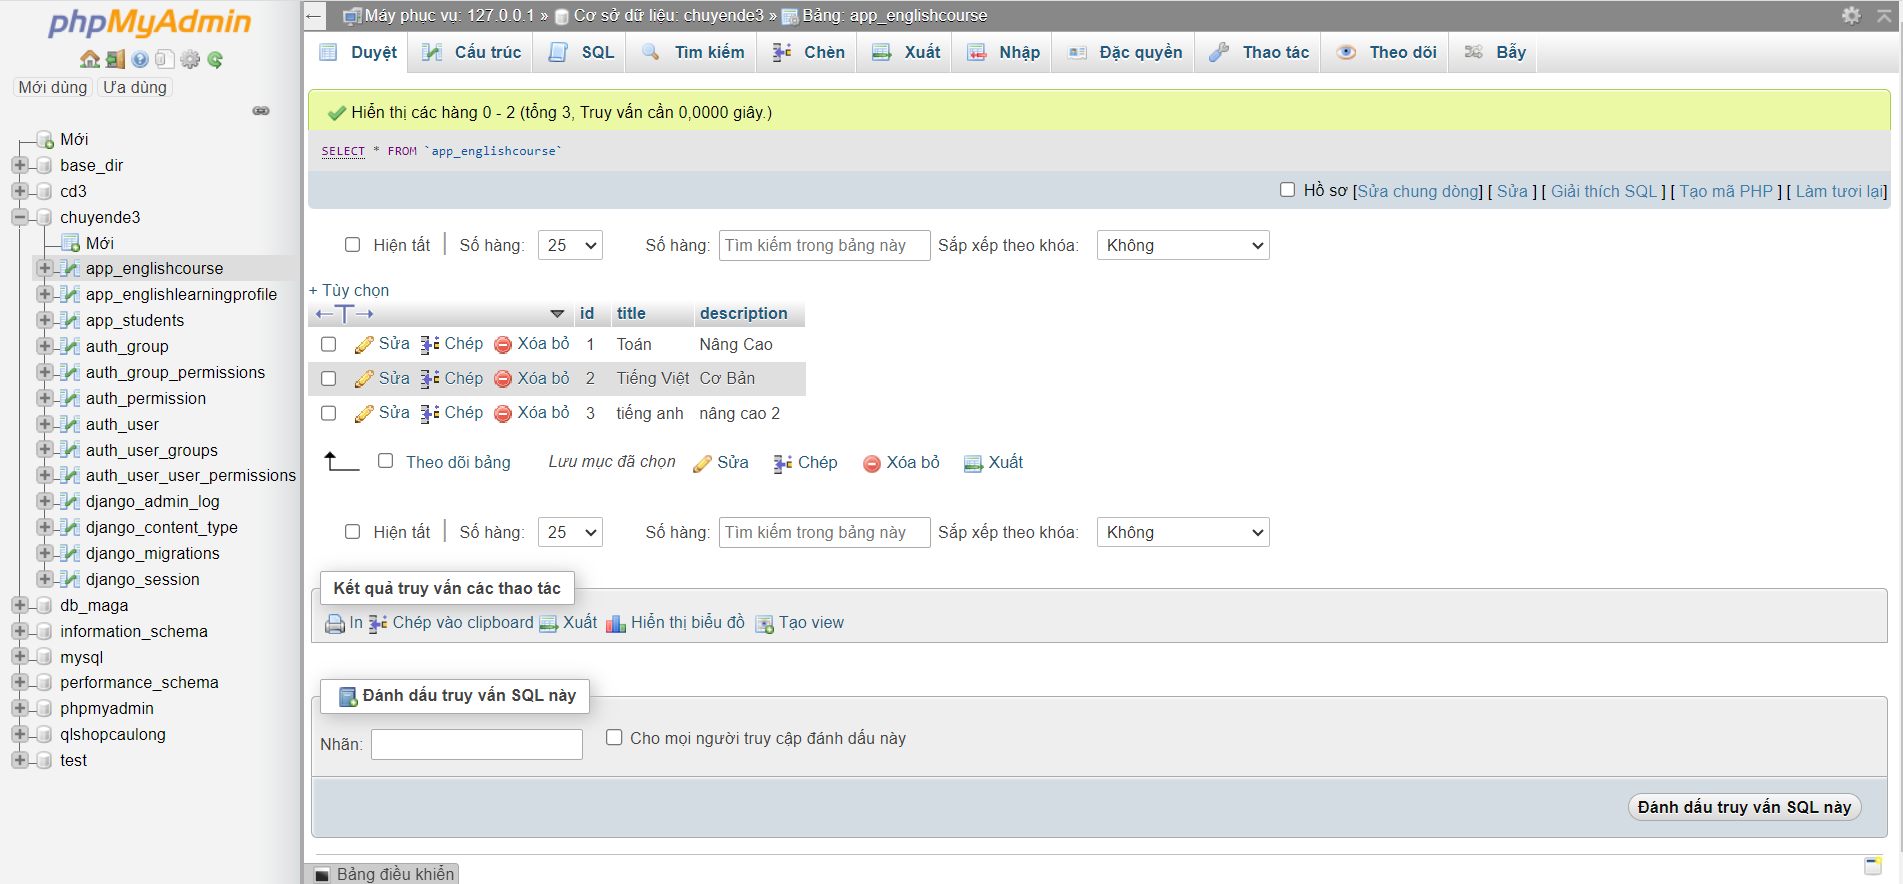 phpMyAdmin
Mới dùng Ưa dùng
Mới
base_dir
cd3
chuyende3
Mới
app_englishcourse
app_englishlearningprofile
app_students
auth_group
auth_group_permissions
auth_permission
auth_user
auth_user_groups
auth_user_user_permissions
django_admin_log
django_content_type
django_migrations
django_session
db_maga
information_schema
mysql
performance_schema
phpmyadmin
qlshopcaulong
test
Máy phục vụ: 127.0.0.1 » Cơ sở dữ liệu: chuyende3 » Bảng: app_englishcourse
Duyệt Cấu trúc SQL Tìm kiếm Chèn Xuất Nhập Đặc quyền Thao tác Theo dõi Bẫy
Hiển thị các hàng 0 - 2 (tổng 3, Truy vấn cần 0,0000 giây.)
SELECT * FROM `app_englishcourse`
Hồ sơ [Sửa chung dòng] [ Sửa ] [ Giải thích SQL ] [ Tạo mã PHP ] [ Làm tươi lại]
Hiện tất | Số hàng: 25 Số hàng: Tìm kiếm trong bảng này Sắp xếp theo khóa: Không
+ Tùy chọn
←T→ id title description
Sửa Chép Xóa bỏ 1 Toán Nâng Cao
Sửa Chép Xóa bỏ 2 Tiếng Việt Cơ Bản
Sửa Chép Xóa bỏ 3 tiếng anh nâng cao 2
Theo dõi bảng Lưu mục đã chọn Sửa Chép Xóa bỏ Xuất
Hiện tất | Số hàng: 25 Số hàng: Tìm kiếm trong bảng này Sắp xếp theo khóa: Không
Kết quả truy vấn các thao tác
In Chép vào clipboard Xuất Hiển thị biểu đồ Tạo view
Đánh dấu truy vấn SQL này
Nhãn: Cho mọi người truy cập đánh dấu này
Đánh dấu truy vấn SQL này
Bảng điều khiển